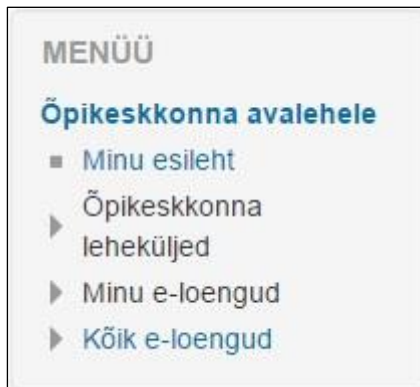 MENÜÜ
Õpikeskkonna avalehele
Minu esileht
Õpikeskkonna
leheküljed
Minu e-loengud
Kõik e-loengud